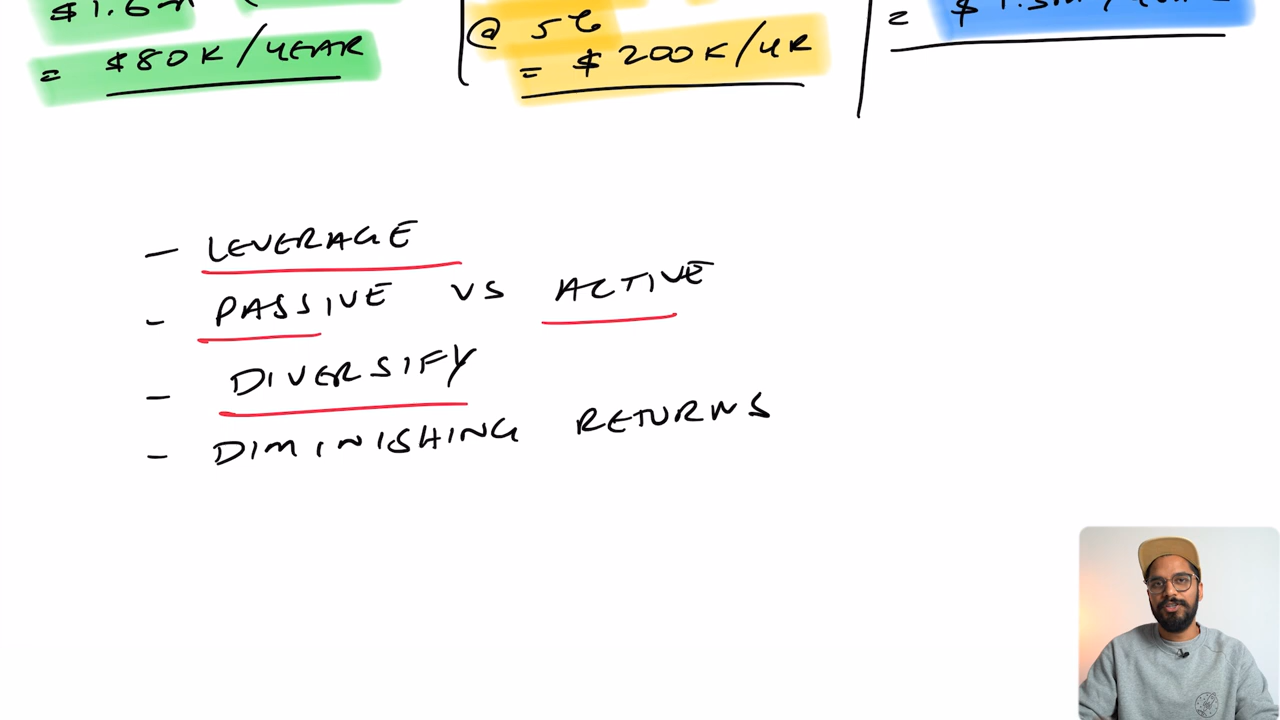 = $80K/YEAR
@ 5%
= $200K/YR
=
- LEVERAGE
- PASSIVE VS ACTIVE
- DIVERSIFY
- DIMINISHING RETURNS